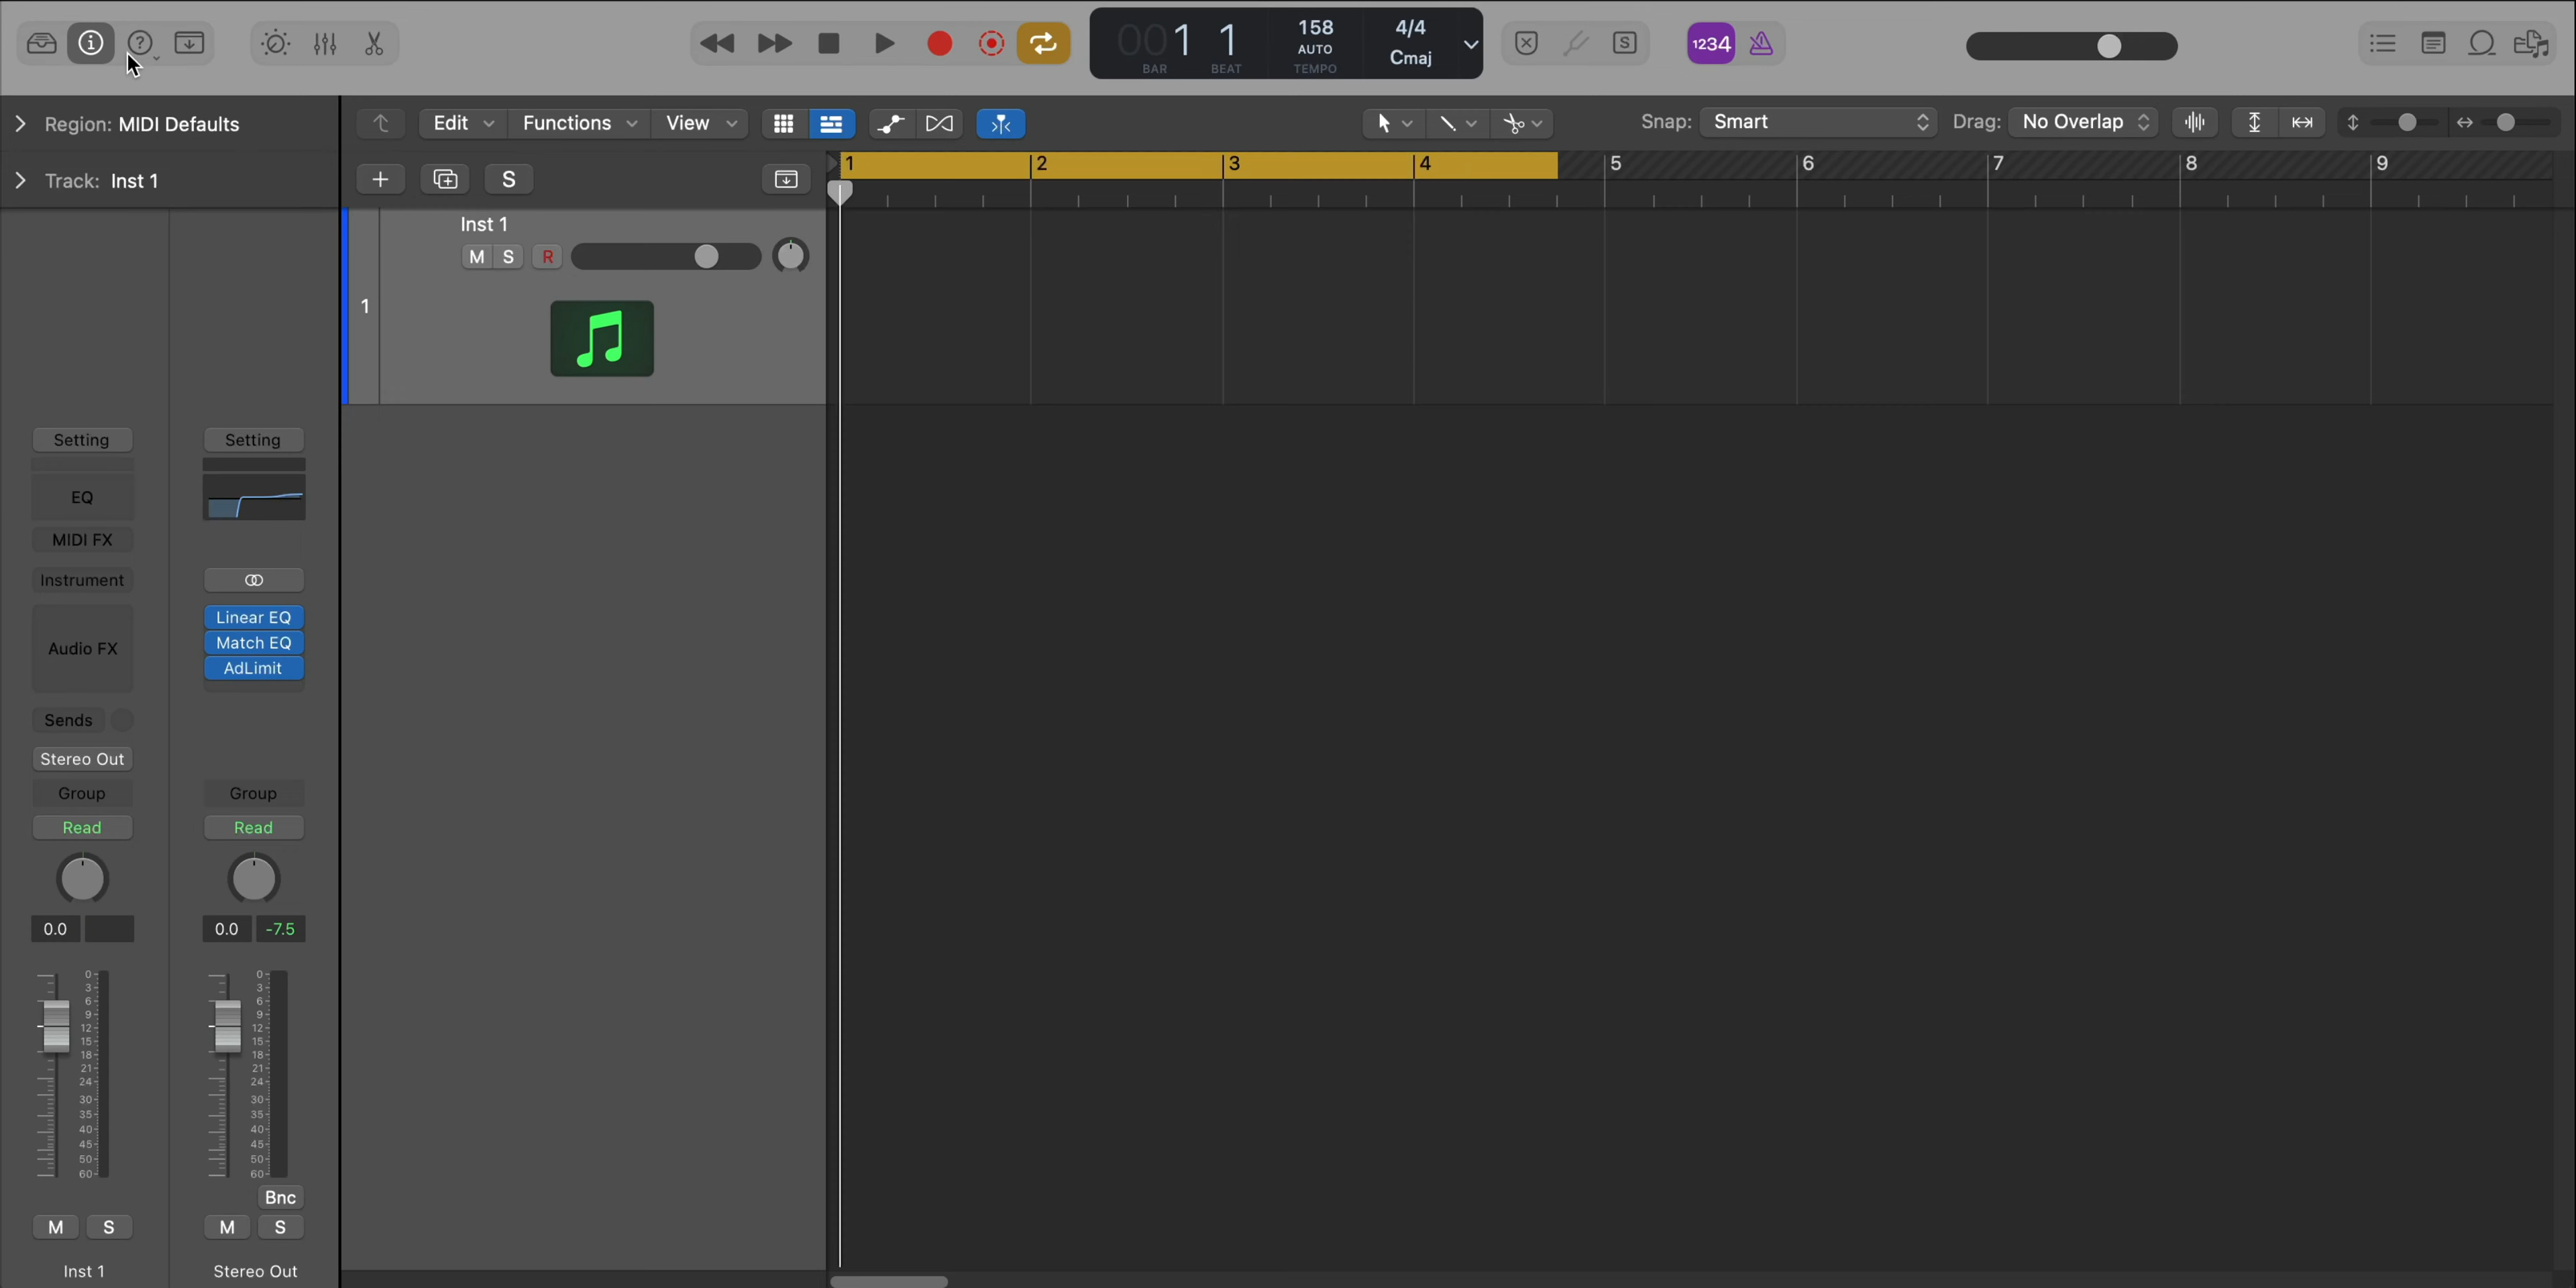 001 1 158 4/4
AUTO Cmaj
BAR BEAT TEMPO
1234
S
Region: MIDI Defaults
Edit Functions View
Snap: Smart Drag: No Overlap
Track: Inst 1
S
1 2 3 4 5 6 7 8 9
Inst 1
M S R
1
Setting Setting
EQ
MIDI FX
Instrument
Linear EQ
Match EQ
AdLimit
Audio FX
Sends
Stereo Out
Group Group
Read Read
0.0 0.0 -7.5
0 0
3 3
6 6
9 9
12 12
15 15
18 18
21 21
24 24
30 30
35 35
40 40
45 45
50 50
60 60
Bnc
M S M S
Inst 1 Stereo Out